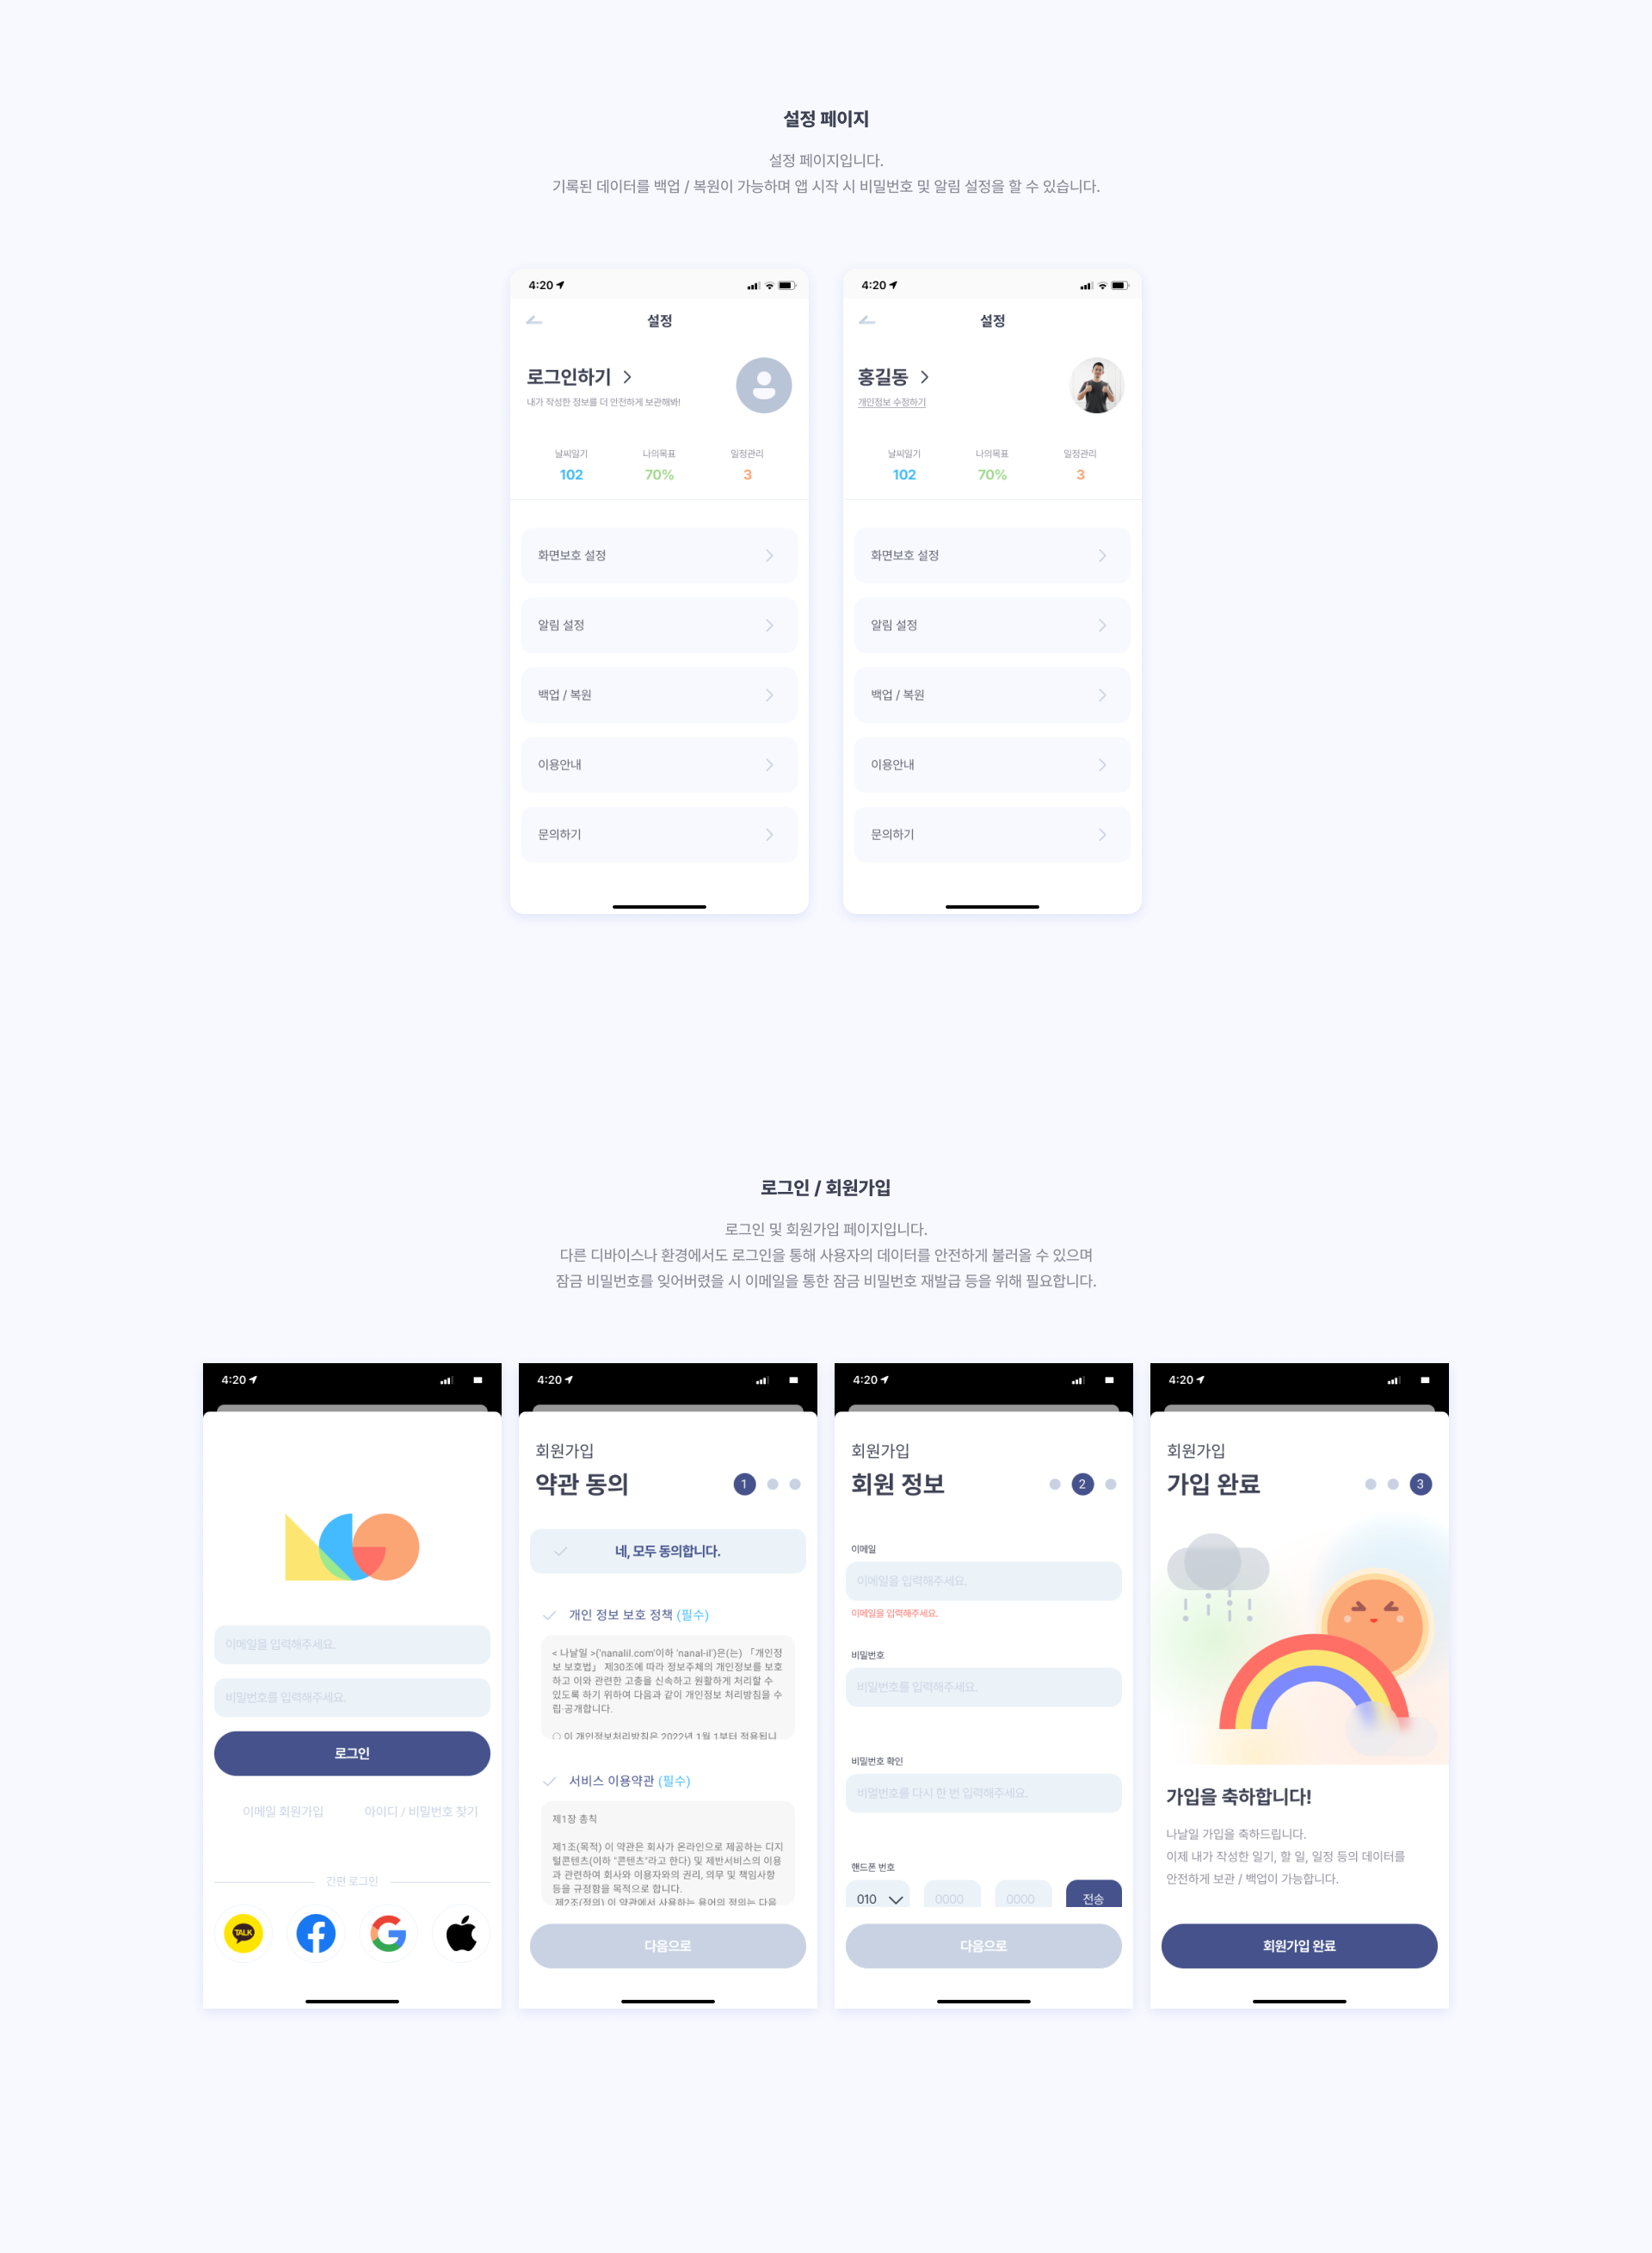 설정 페이지
설정 페이지입니다.
기록된 데이터를 백업 / 복원이 가능하며 앱 시작 시 비밀번호 및 알림 설정을 할 수 있습니다.
4:20
설정
로그인하기
내가 작성한 정보를 더 안전하게 보관해봐!
날씨일기 나의목표 일정관리
102 70% 3
화면보호 설정
알림 설정
백업 / 복원
이용안내
문의하기
4:20
설정
홍길동
개인정보 수정하기
날씨일기 나의목표 일정관리
102 70% 3
화면보호 설정
알림 설정
백업 / 복원
이용안내
문의하기
로그인 / 회원가입
로그인 및 회원가입 페이지입니다.
다른 디바이스나 환경에서도 로그인을 통해 사용자의 데이터를 안전하게 불러올 수 있으며
잠금 비밀번호를 잊어버렸을 시 이메일을 통한 잠금 비밀번호 재발급 등을 위해 필요합니다.
4:20
이메일을 입력해주세요.
비밀번호를 입력해주세요.
로그인
이메일 회원가입 아이디 / 비밀번호 찾기
간편 로그인
TALK
4:20
회원가입
약관 동의 1
네, 모두 동의합니다.
개인 정보 보호 정책 (필수)
< 나날일 >('nanalil.com'이하 'nanal-il')은(는) 「개인정
보 보호법」 제30조에 따라 정보주체의 개인정보를 보호
하고 이와 관련한 고충을 신속하고 원활하게 처리할 수
있도록 하기 위하여 다음과 같이 개인정보 처리방침을 수
립·공개합니다.
○ 이 개인정보처리방침은 2022년 1월 1부터 적용됩니
서비스 이용약관 (필수)
제1장 총칙
제1조(목적) 이 약관은 회사가 온라인으로 제공하는 디지
털콘텐츠(이하 "콘텐츠"라고 한다) 및 제반서비스의 이용
과 관련하여 회사와 이용자와의 권리, 의무 및 책임사항
등을 규정함을 목적으로 합니다.
제2조(정의) 이 약관에서 사용하는 용어의 정의는 다음
다음으로
4:20
회원가입
회원 정보 2
이메일
이메일을 입력해주세요.
이메일을 입력해주세요.
비밀번호
비밀번호를 입력해주세요.
비밀번호 확인
비멀번호를 다시 한 번 입력해주세요.
핸드폰 번호
010 0000 0000 전송
다음으로
4:20
회원가입
가입 완료 3
가입을 축하합니다!
나날일 가입을 축하드립니다.
이제 내가 작성한 일기, 할 일, 일정 등의 데이터를
안전하게 보관 / 백업이 가능합니다.
회원가입 완료